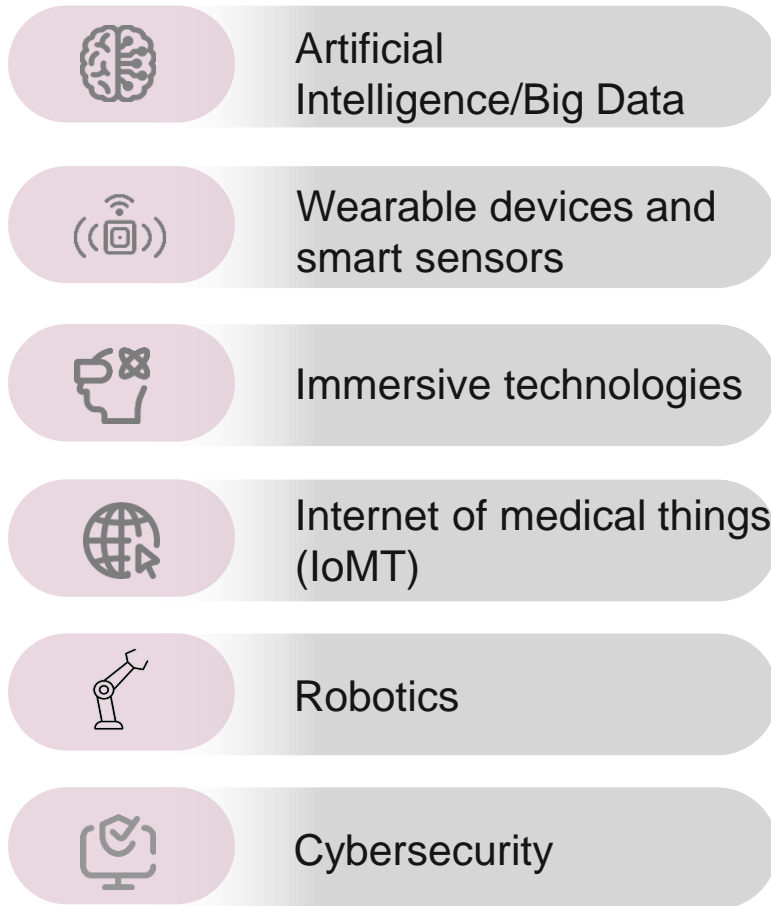 Artificial
Intelligence/Big Data
Wearable devices and
smart sensors
Immersive technologies
Internet of medical things
(IoMT)
Robotics
Cybersecurity